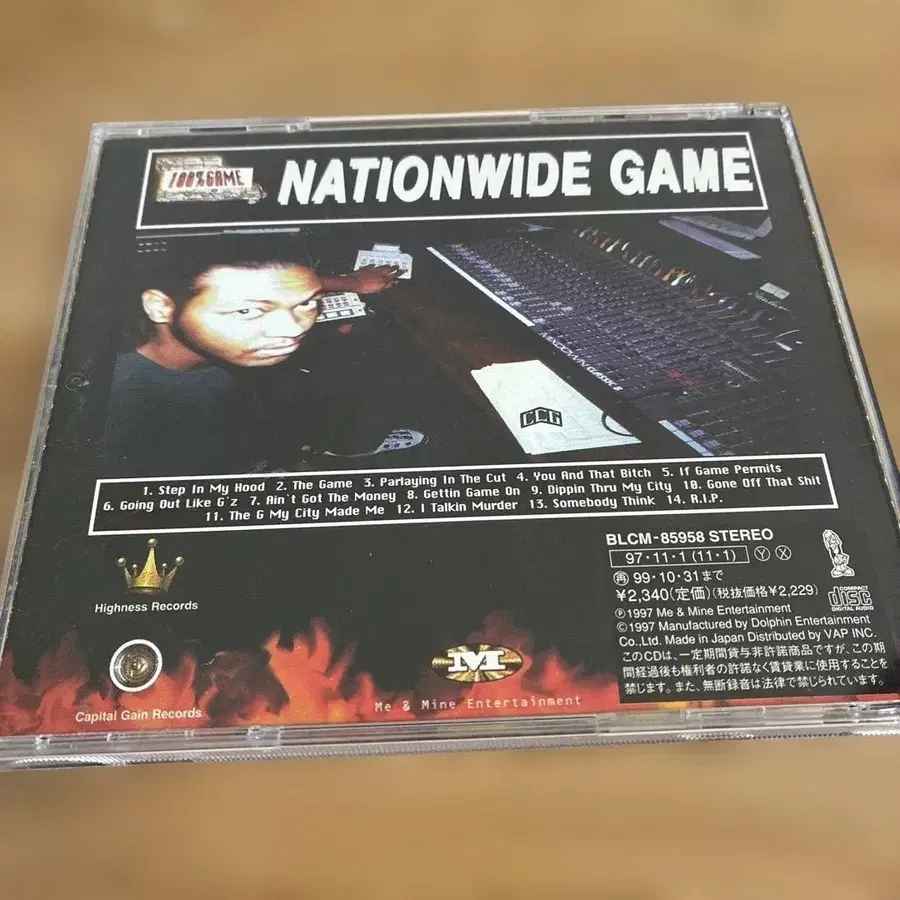 100%GAME
NATIONWIDE GAME
MIXDOWN CLASSIC 8
CCG
1. Step In My Hood 2. The Game 3. Parlaying In The Cut 4. You And That Bitch 5. If Game Permits
6. Going Out Like G'z 7. Ain't Got The Money 8. Gettin Game On 9. Dippin Thru My City 10. Gone Off That Shit
11. The G My City Made Me 12. I Talkin Murder 13. Somebody Think 14. R.I.P.
Highness Records
Capital Gain Records
M
Me & Mine Entertainment
BLCM-85958 STEREO
97・11・1 (11・1) Ⓨ Ⓧ
㊢ 99・10・31まで
¥2,340(定価)(税抜価格¥2,229)
Ⓟ1997 Me & Mine Entertainment
©1997 Manufactured by Dolphin Entertainment
Co.,Ltd. Made in Japan Distributed by VAP INC.
このCDは、一定期間貸与非許諾商品ですが、この期
間経過後も権利者の許諾なく賃貸業に使用することを
禁じます。また、無断録音は法律で禁じられています。
COMPACT
disc
DIGITAL AUDIO